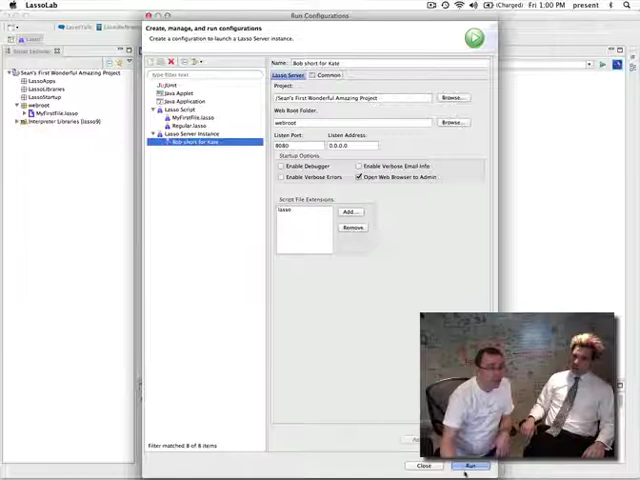 LassoLab
(Charged) Fri 1:00 PM present
Run Configurations
Create, manage, and run configurations
Create a configuration to launch a Lasso Server instance.
type filter text
JUnit
Java Applet
Java Application
Lasso Script
MyFirstFile.lasso
Regular.lasso
Lasso Server Instance
Bob short for Kate
Filter matched 8 of 8 items
Name: Bob short for Kate
Lasso Server Common
Project:
/Sean's First Wonderful Amazing Project Browse...
Web Root Folder:
webroot Browse...
Listen Port: Listen Address:
8080 0.0.0.0
Startup Options:
Enable Debugger Enable Verbose Email Info
Enable Verbose Errors Open Web Browser to Admin
Script File Extensions:
lasso
Add...
Remove
Close Run
Sean's First Wonderful Amazing Project
LassoApps
LassoLibraries
LassoStartup
webroot
MyFirstFile.lasso
Interpreter Libraries (lasso9)